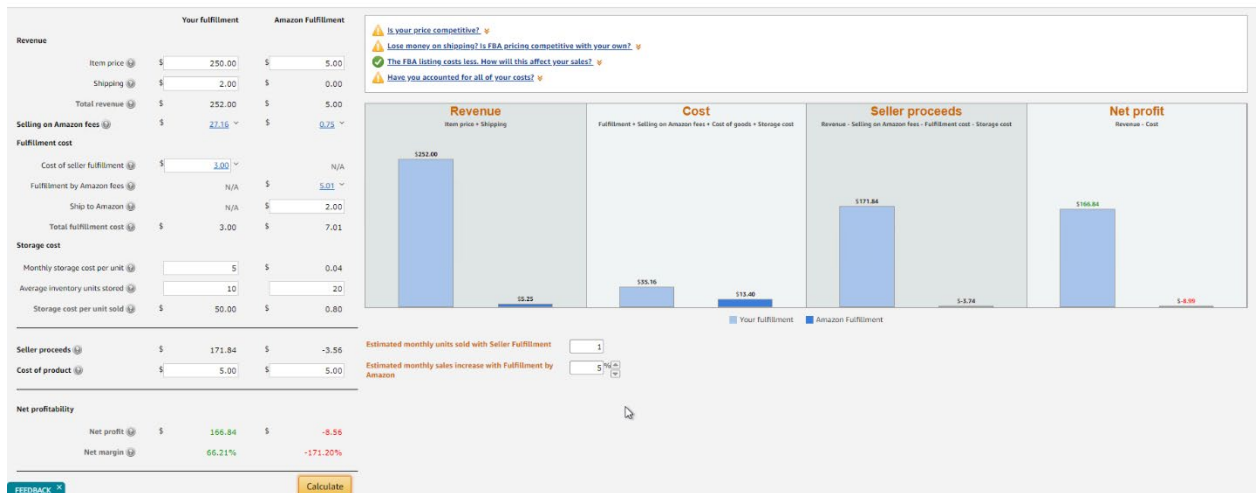 Your fulfillment Amazon Fulfillment
Revenue
Item price $ 250.00 $ 5.00
Shipping $ 2.00 $ 0.00
Total revenue $ 252.00 $ 5.00
Selling on Amazon fees $ 27.16 $ 0.75
Fulfillment cost
Cost of seller fulfillment $ 3.00 N/A
Fulfillment by Amazon fees N/A $ 5.01
Ship to Amazon N/A $ 2.00
Total fulfillment cost $ 3.00 $ 7.01
Storage cost
Monthly storage cost per unit 5 $ 0.04
Average inventory units stored 10 20
Storage cost per unit sold $ 50.00 $ 0.80
Seller proceeds $ 171.84 $ -3.56
Cost of product $ 5.00 $ 5.00
Net profitability
Net profit $ 166.84 $ -8.56
Net margin 66.21% -171.20%
Calculate
FEEDBACK ×
Is your price competitive?
Lose money on shipping? Is FBA pricing competitive with your own?
The FBA listing costs less. How will this affect your sales?
Have you accounted for all of your costs?
Revenue
Item price + Shipping
$252.00
$5.25
Cost
Fulfillment + Selling on Amazon fees + Cost of goods + Storage cost
$35.16
$13.40
Seller proceeds
Revenue - Selling on Amazon fees - Fulfillment cost - Storage cost
$171.84
$-3.74
Net profit
Revenue - Cost
$166.84
$-8.99
Your fulfillment Amazon Fulfillment
Estimated monthly units sold with Seller Fulfillment 1
Estimated monthly sales increase with Fulfillment by 5 %
Amazon